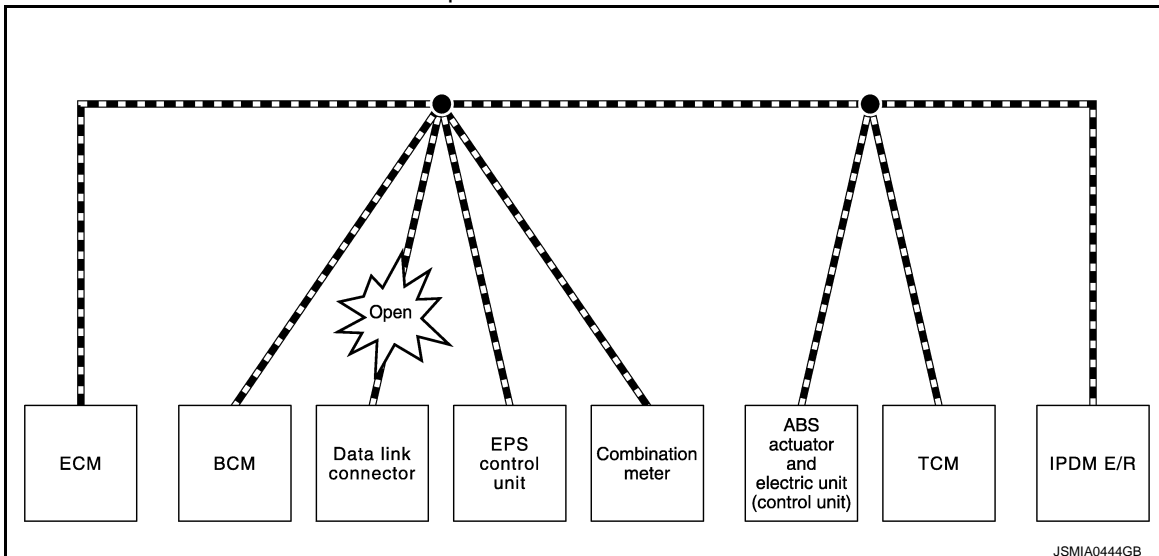 Open
ECM
BCM
Data link
connector
EPS
control
unit
Combination
meter
ABS
actuator
and
electric unit
(control unit)
TCM
IPDM E/R
JSMIA0444GB